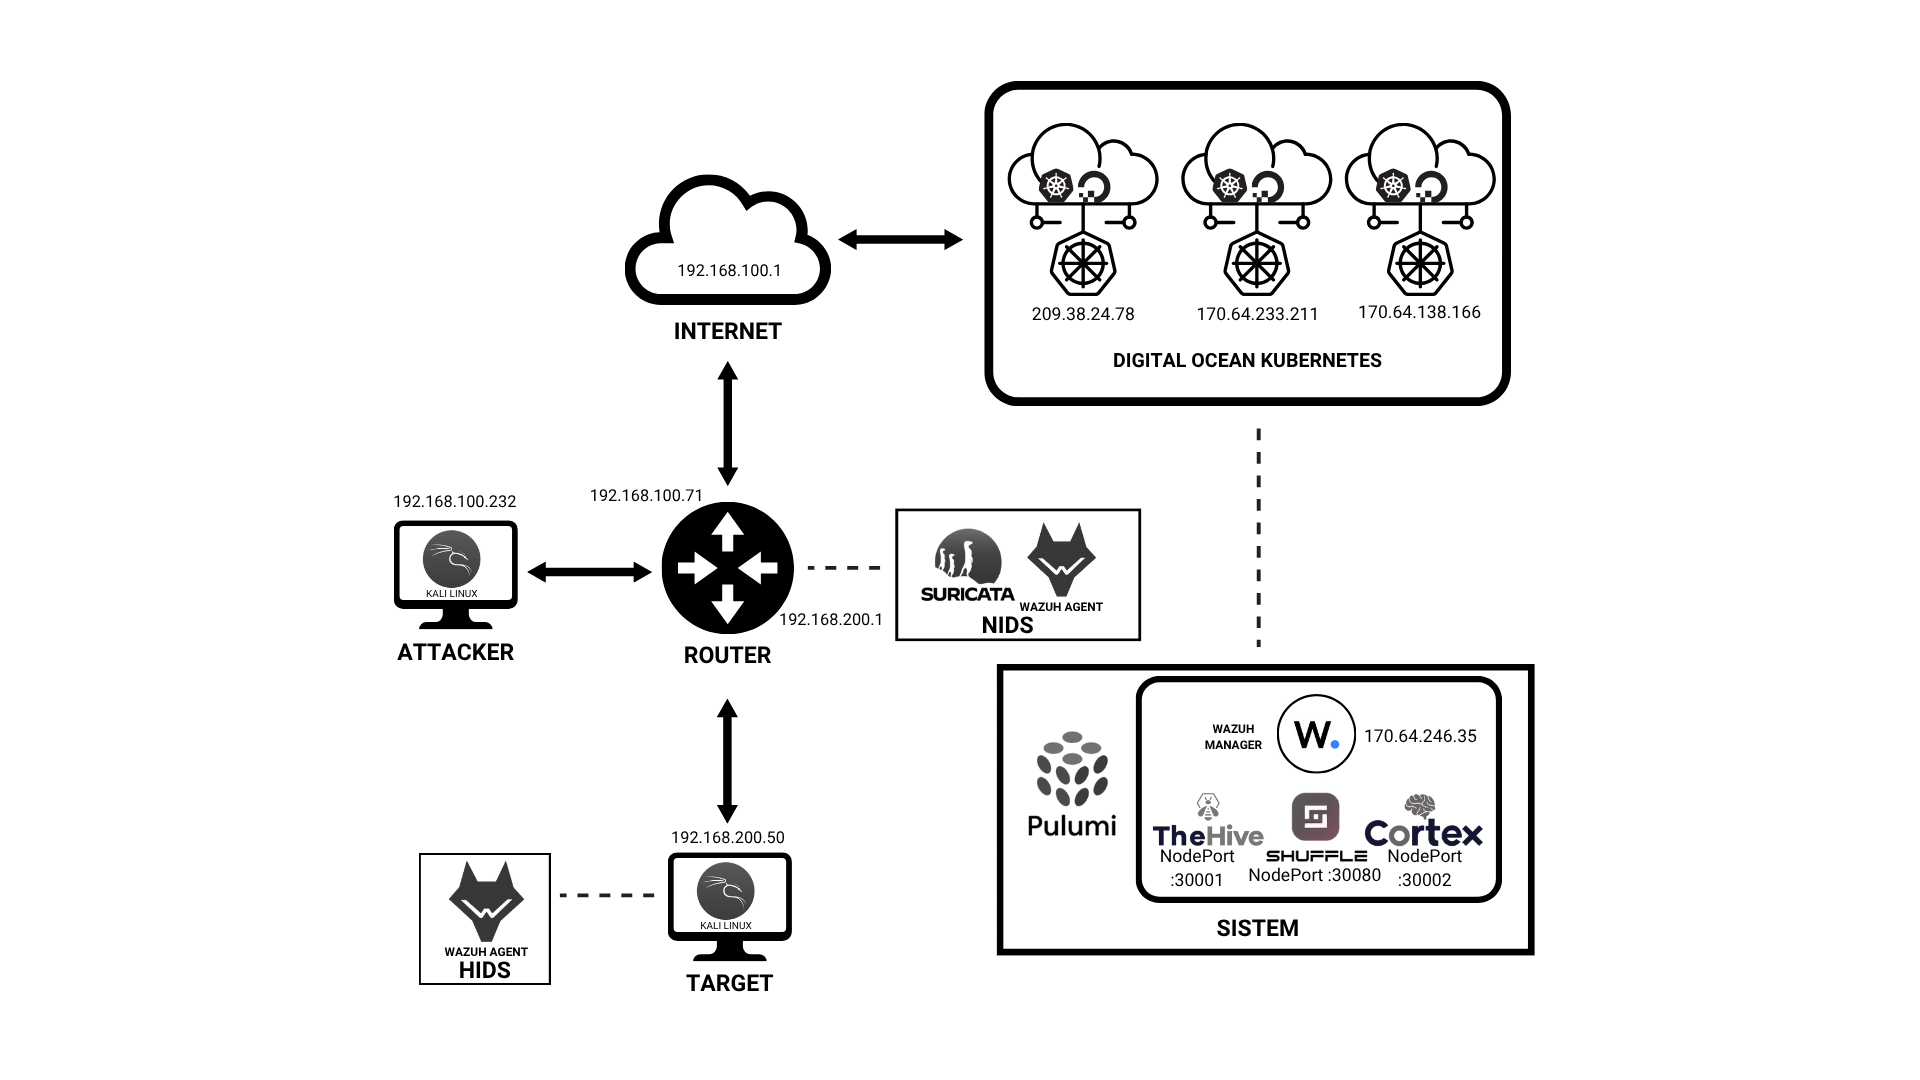 192.168.100.1
INTERNET
209.38.24.78
170.64.233.211
170.64.138.166
DIGITAL OCEAN KUBERNETES
192.168.100.232
KALI LINUX
ATTACKER
192.168.100.71
192.168.200.1
ROUTER
SURICATA
WAZUH AGENT
NIDS
192.168.200.50
KALI LINUX
TARGET
WAZUH AGENT
HIDS
Pulumi
WAZUH
MANAGER
W.
170.64.246.35
TheHive
NodePort
:30001
SHUFFLE
NodePort :30080
Cortex
NodePort
:30002
SISTEM